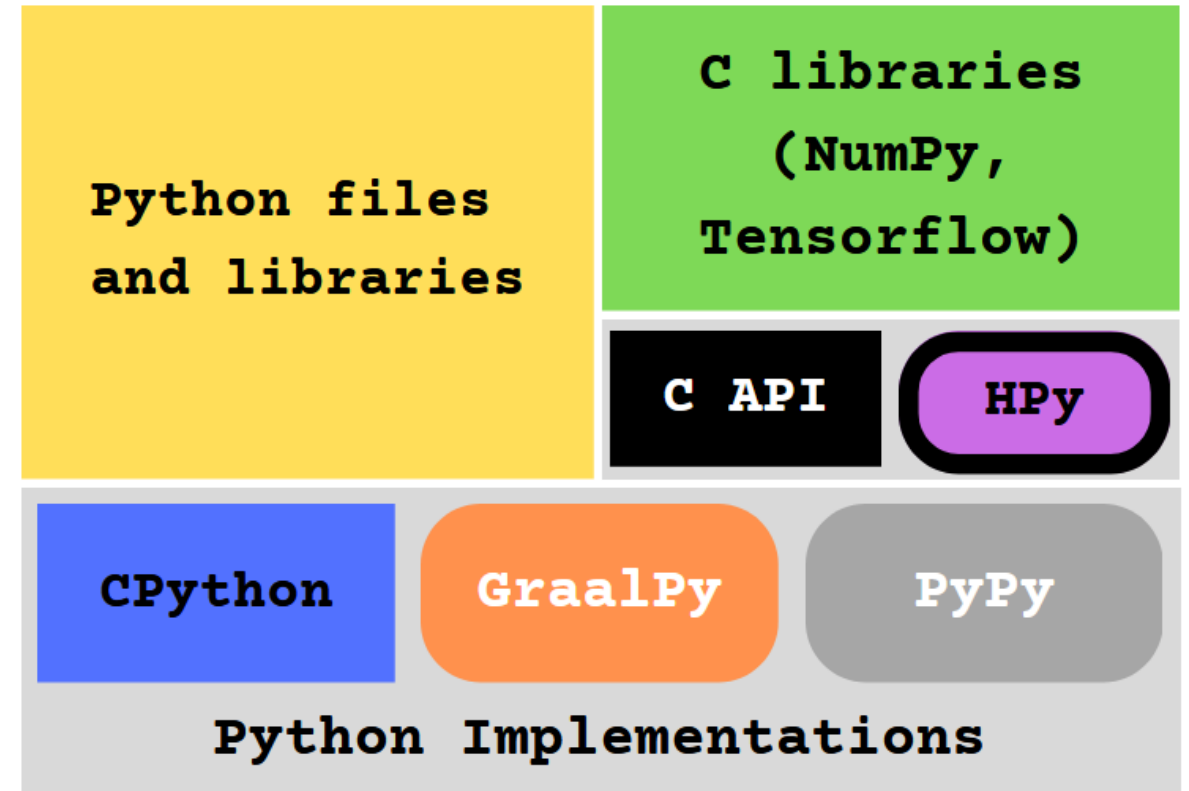 Python files
and libraries
C libraries
(NumPy,
Tensorflow)
C API
HPy
CPython
GraalPy
PyPy
Python Implementations